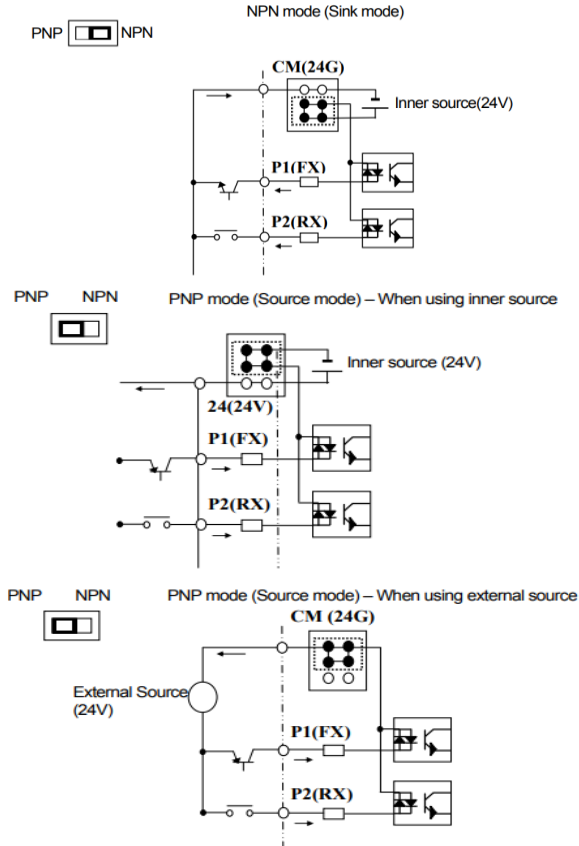 NPN mode (Sink mode)
PNP NPN
CM(24G)
Inner source(24V)
P1(FX)
P2(RX)
PNP NPN PNP mode (Source mode) – When using inner source
Inner source (24V)
24(24V)
P1(FX)
P2(RX)
PNP NPN PNP mode (Source mode) – When using external source
CM (24G)
External Source
(24V)
P1(FX)
P2(RX)